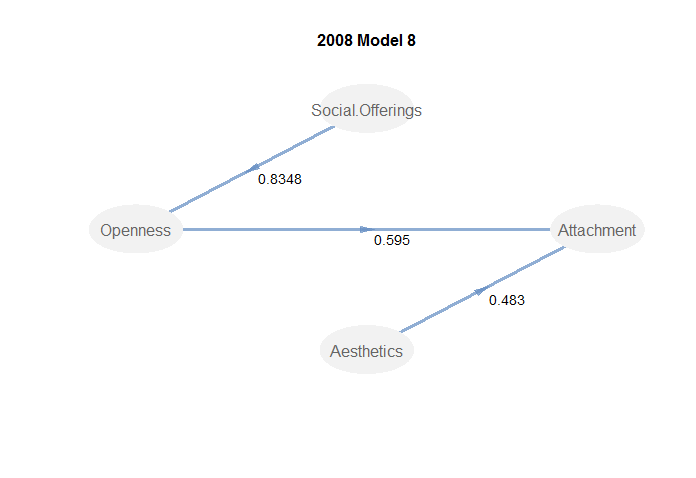 2008 Model 8
Social.Offerings
0.8348
Openness
Attachment
0.595
0.483
Aesthetics